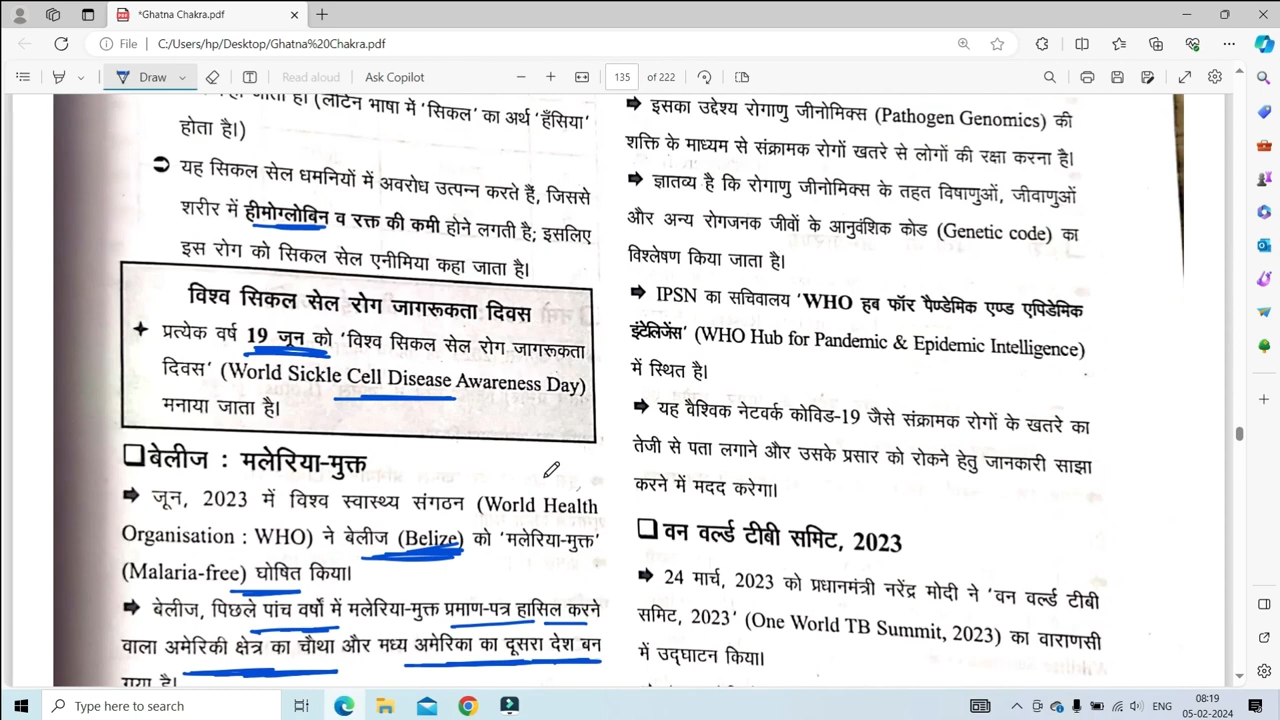 *Ghatna Chakra.pdf
File
C:/Users/hp/Desktop/Ghatna%20Chakra.pdf
Draw
Read aloud
Ask Copilot
135
of 222
जाता है। (लैटिन भाषा में 'सिकल' का अर्थ 'हँसिया'
होता है।)
यह सिकल सेल धमनियों में अवरोध उत्पन्न करते हैं, जिससे
शरीर में हीमोग्लोबिन व रक्त की कमी होने लगती है; इसलिए
इस रोग को सिकल सेल एनीमिया कहा जाता है।
विश्व सिकल सेल रोग जागरूकता दिवस
प्रत्येक वर्ष 19 जून को 'विश्व सिकल सेल रोग जागरूकता
दिवस' (World Sickle Cell Disease Awareness Day)
मनाया जाता है।
बेलीज : मलेरिया-मुक्त
जून, 2023 में विश्व स्वास्थ्य संगठन (World Health
Organisation : WHO) ने बेलीज (Belize) को 'मलेरिया-मुक्त'
(Malaria-free) घोषित किया।
बेलीज, पिछले पांच वर्षों में मलेरिया-मुक्त प्रमाण-पत्र हासिल करने
वाला अमेरिकी क्षेत्र का चौथा और मध्य अमेरिका का दूसरा देश बन
गया है।
इसका उद्देश्य रोगाणु जीनोमिक्स (Pathogen Genomics) की
शक्ति के माध्यम से संक्रामक रोगों खतरे से लोगों की रक्षा करना है।
ज्ञातव्य है कि रोगाणु जीनोमिक्स के तहत विषाणुओं, जीवाणुओं
और अन्य रोगजनक जीवों के आनुवंशिक कोड (Genetic code) का
विश्लेषण किया जाता है।
IPSN का सचिवालय 'WHO हब फॉर पैण्डेमिक एण्ड एपिडेमिक
इंटेलिजेंस' (WHO Hub for Pandemic & Epidemic Intelligence)
में स्थित है।
यह वैश्विक नेटवर्क कोविड-19 जैसे संक्रामक रोगों के खतरे का
तेजी से पता लगाने और उसके प्रसार को रोकने हेतु जानकारी साझा
करने में मदद करेगा।
वन वर्ल्ड टीबी समिट, 2023
24 मार्च, 2023 को प्रधानमंत्री नरेंद्र मोदी ने 'वन वर्ल्ड टीबी
समिट, 2023' (One World TB Summit, 2023) का वाराणसी
में उद्घाटन किया।
Type here to search
ENG
08:19
05-02-2024